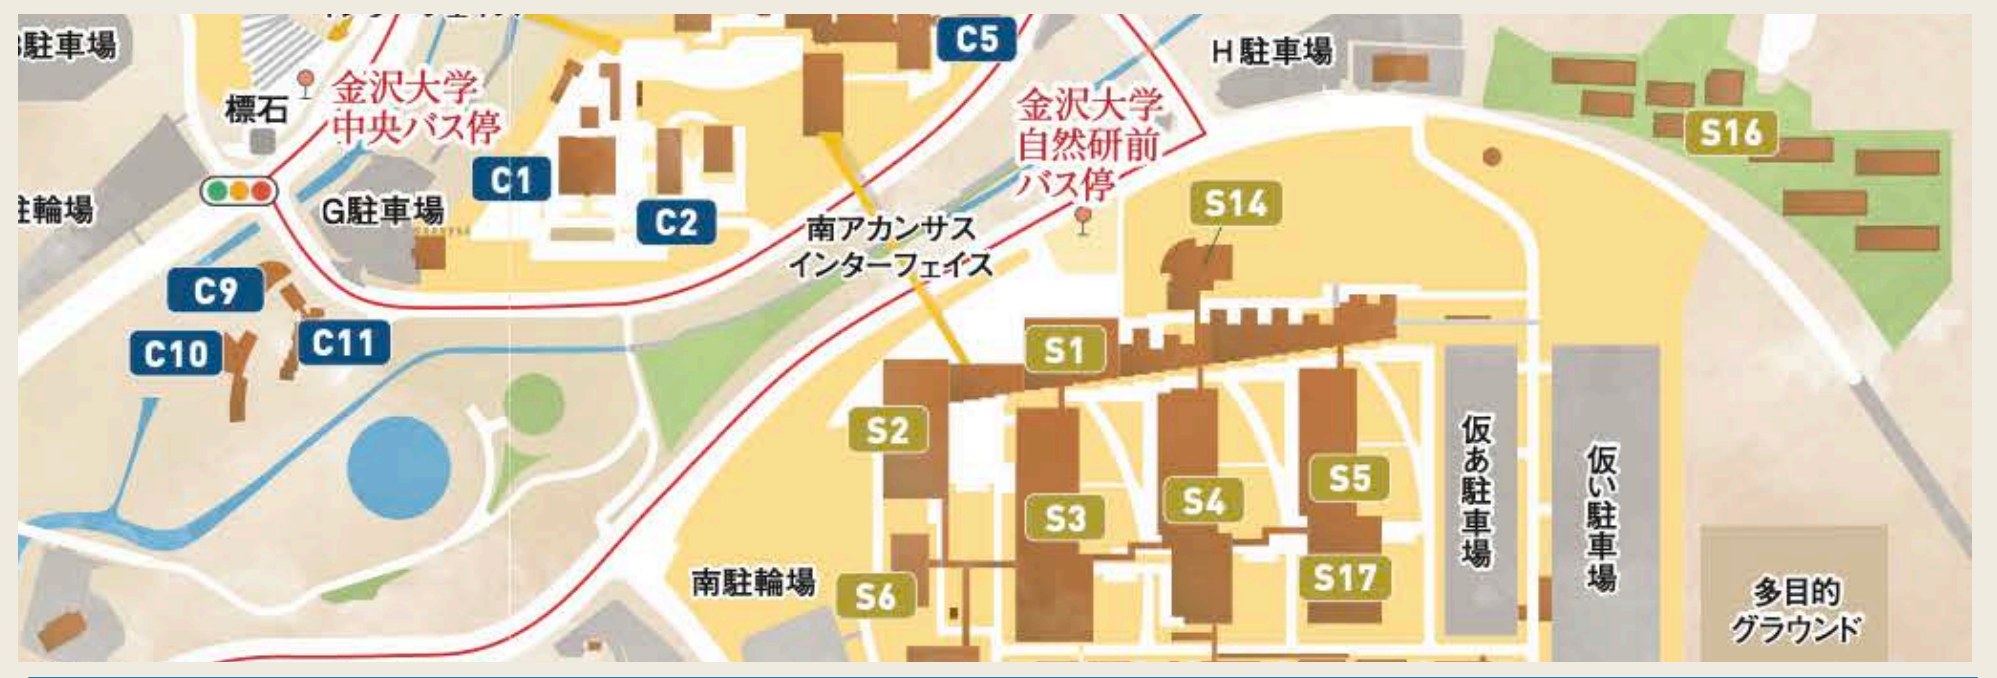 駐車場
C5
H駐車場
標石
金沢大学
中央バス停
金沢大学
自然研前
バス停
S16
C1
C2
S14
駐輪場
G駐車場
南アカンサス
インターフェイス
C9
C10
C11
S1
S2
S3
S4
S5
仮あ駐車場
仮い駐車場
南駐輪場
S6
S17
多目的
グラウンド